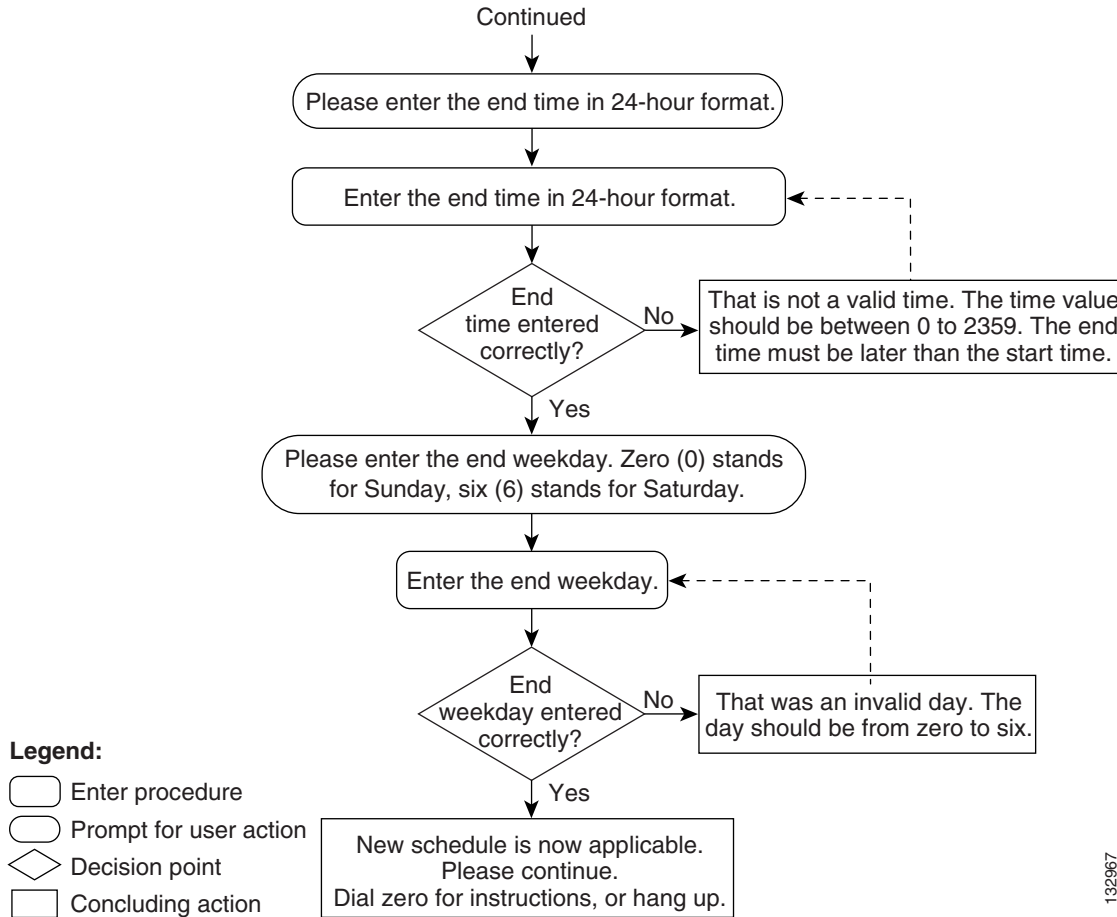 Continued
Please enter the end time in 24-hour format.
Enter the end time in 24-hour format.
End
time entered
correctly?
No
That is not a valid time. The time value
should be between 0 to 2359. The end
time must be later than the start time.
Yes
Please enter the end weekday. Zero (0) stands
for Sunday, six (6) stands for Saturday.
Enter the end weekday.
End
weekday entered
correctly?
No
That was an invalid day. The
day should be from zero to six.
Yes
New schedule is now applicable.
Please continue.
Dial zero for instructions, or hang up.
Legend:
Enter procedure
Prompt for user action
Decision point
Concluding action
132967